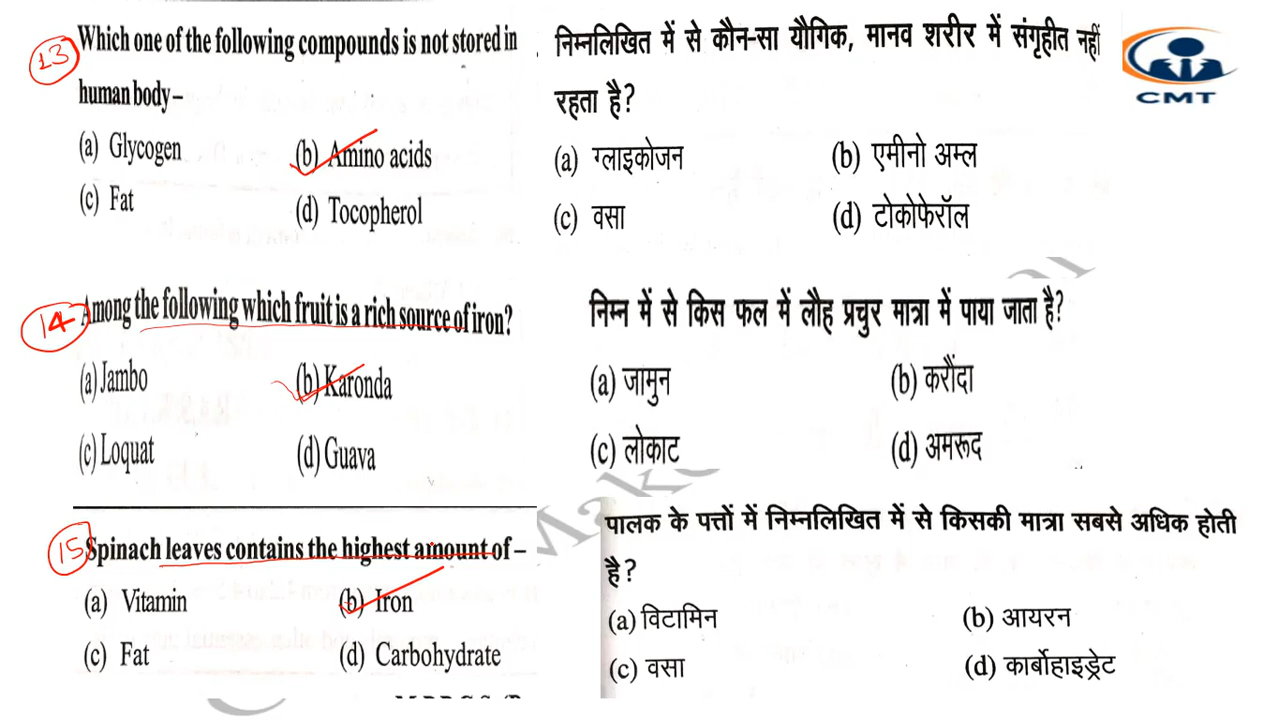 13 Which one of the following compounds is not stored in
human body –
(a) Glycogen (b) Amino acids
(c) Fat (d) Tocopherol
निम्नलिखित में से कौन-सा यौगिक, मानव शरीर में संगृहीत नहीं
रहता है?
(a) ग्लाइकोजन (b) एमीनो अम्ल
(c) वसा (d) टोकोफेरॉल
CMT
14 Among the following which fruit is a rich source of iron?
(a) Jambo (b) Karonda
(c) Loquat (d) Guava
निम्न में से किस फल में लौह प्रचुर मात्रा में पाया जाता है?
(a) जामुन (b) करौंदा
(c) लोकाट (d) अमरूद
15 Spinach leaves contains the highest amount of –
(a) Vitamin (b) Iron
(c) Fat (d) Carbohydrate
पालक के पत्तों में निम्नलिखित में से किसकी मात्रा सबसे अधिक होती
है?
(a) विटामिन (b) आयरन
(c) वसा (d) कार्बोहाइड्रेट